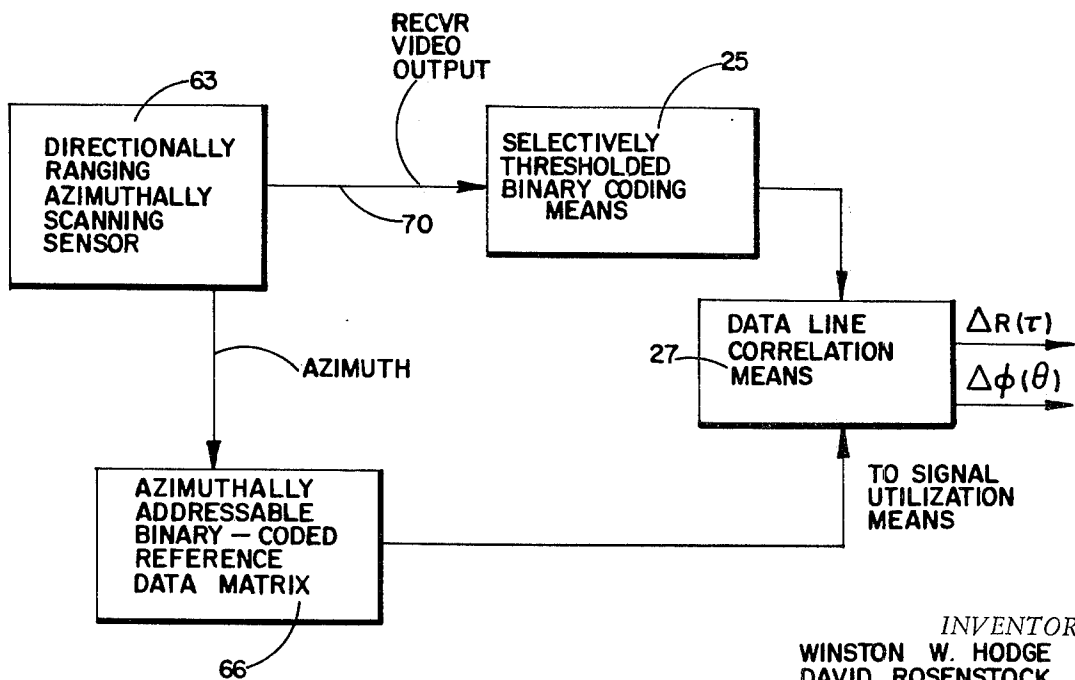 RECVR
VIDEO
OUTPUT
63
25
DIRECTIONALLY
RANGING
AZIMUTHALLY
SCANNING
SENSOR
SELECTIVELY
THRESHOLDED
BINARY CODING
MEANS
70
DATA LINE
CORRELATION
MEANS
27
ΔR(τ)
Δϕ(θ)
AZIMUTH
TO SIGNAL
UTILIZATION
MEANS
AZIMUTHALLY
ADDRESSABLE
BINARY-CODED
REFERENCE
DATA MATRIX
66
INVENTOR
WINSTON W. HODGE
DAVID ROSENSTOCK